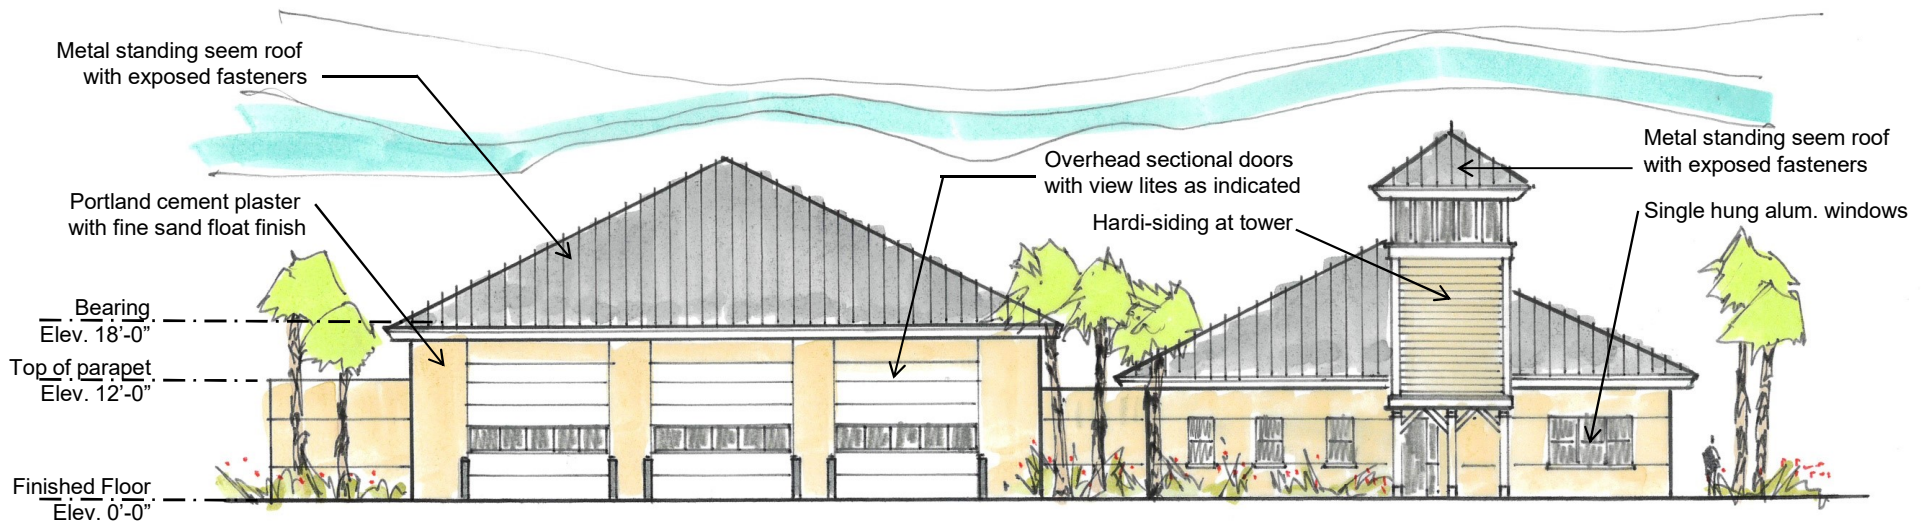 Metal standing seem roof
with exposed fasteners
Portland cement plaster
with fine sand float finish
Bearing
Elev. 18'-0”
Top of parapet
Elev. 12'-0”
Finished Floor
Elev. 0'-0”
Overhead sectional doors
with view lites as indicated
Hardi-siding at tower
Metal standing seem roof
with exposed fasteners
Single hung alum. windows